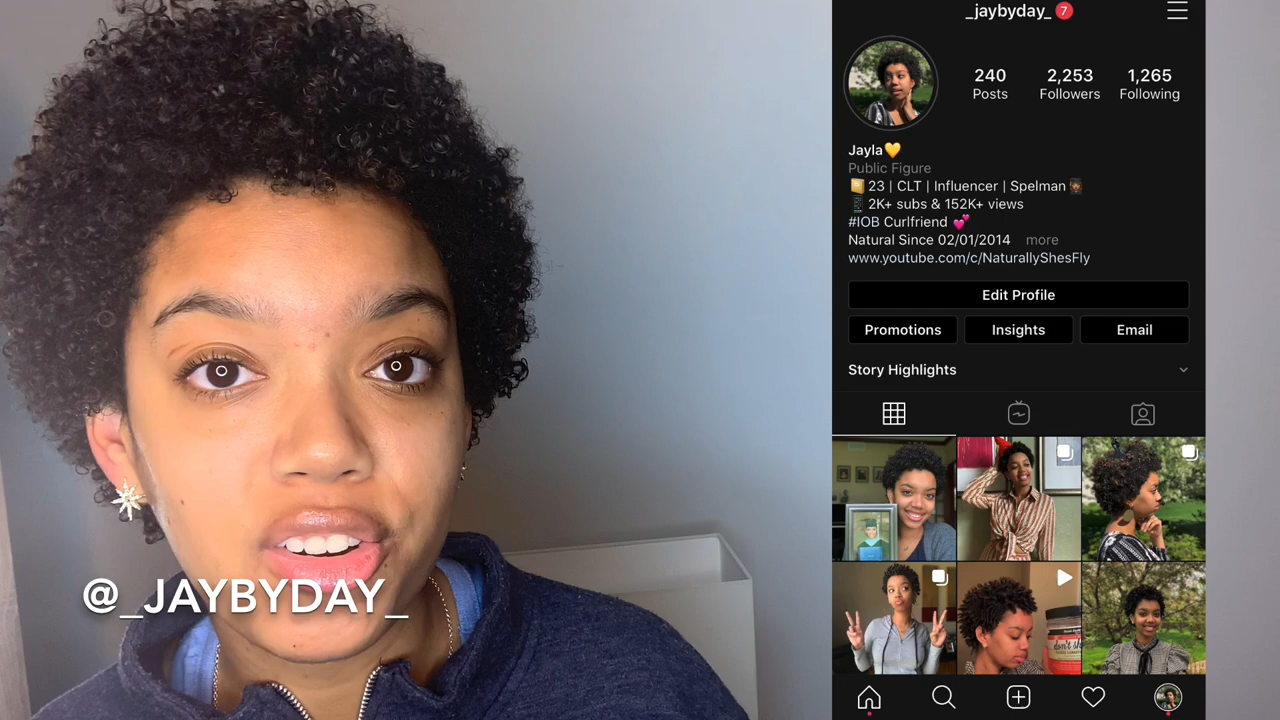 @_JAYBYDAY_
_jaybyday_ 7
240 2,253 1,265
Posts Followers Following
Jayla💛
Public Figure
23 | CLT | Influencer | Spelman
2K+ subs & 152K+ views
#IOB Curlfriend 💕
Natural Since 02/01/2014 more
www.youtube.com/c/NaturallyShesFly
Edit Profile
Promotions Insights Email
Story Highlights
don't sh